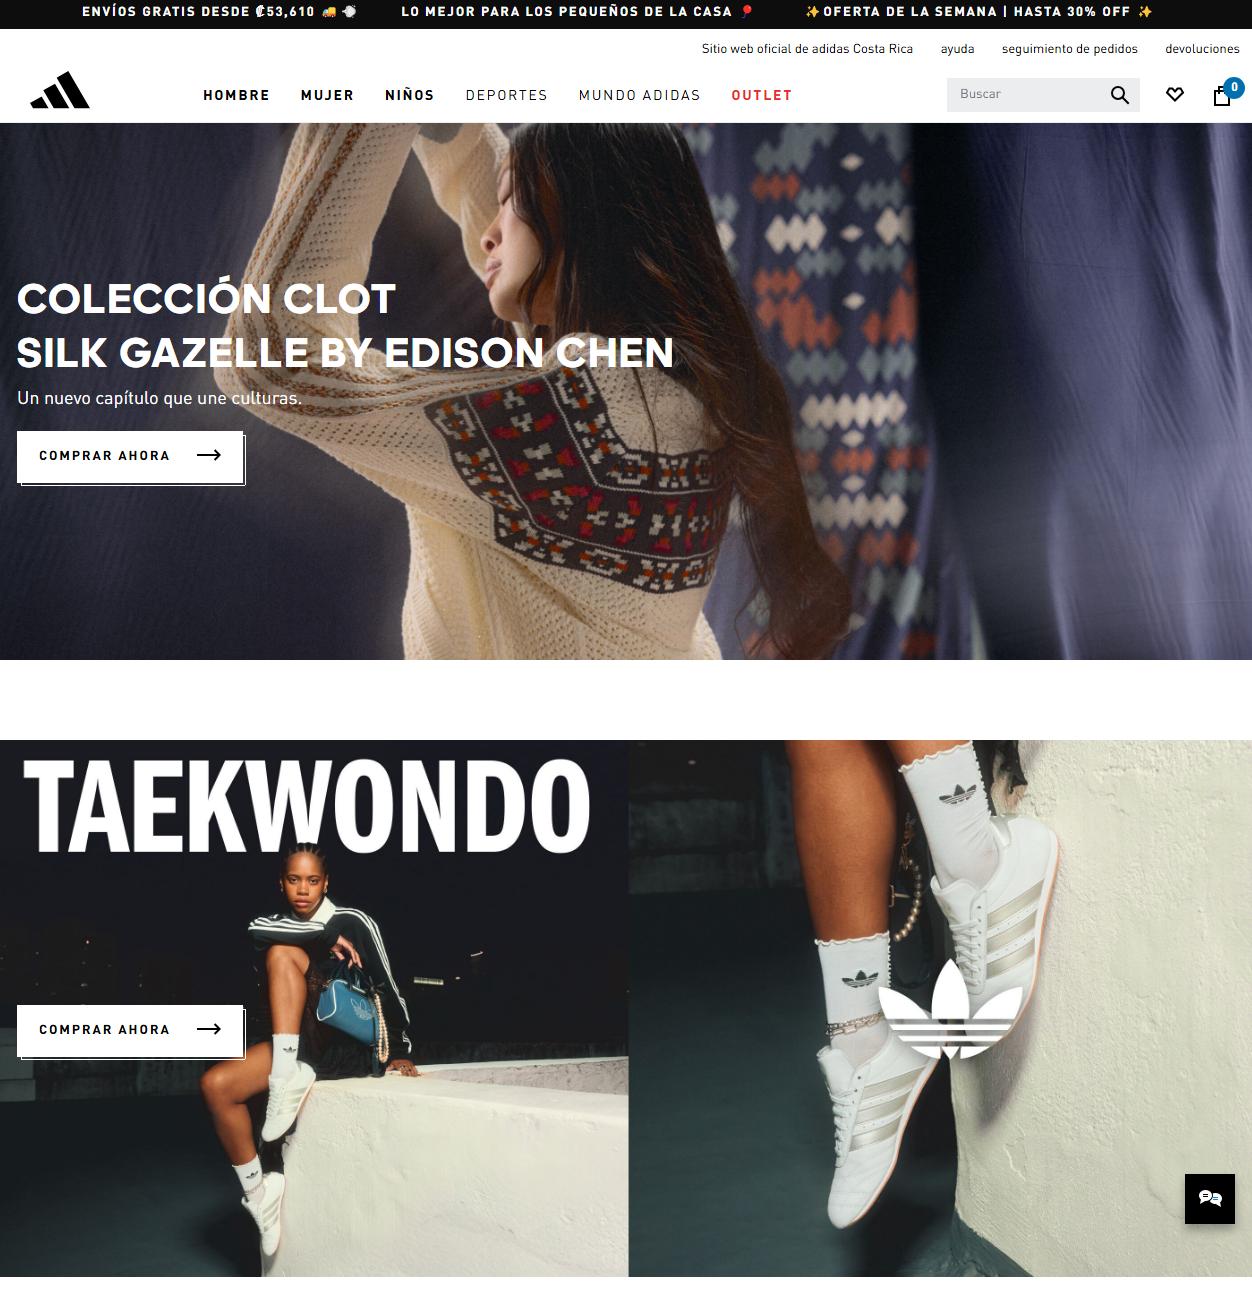 ENVÍOS GRATIS DESDE ₡53,610 🚚 💨
LO MEJOR PARA LOS PEQUEÑOS DE LA CASA 🎈
✨OFERTA DE LA SEMANA | HASTA 30% OFF ✨
Sitio web oficial de adidas Costa Rica
ayuda
seguimiento de pedidos
devoluciones
HOMBRE
MUJER
NIÑOS
DEPORTES
MUNDO ADIDAS
OUTLET
Buscar
0
COLECCIÓN CLOT
SILK GAZELLE BY EDISON CHEN
Un nuevo capítulo que une culturas.
COMPRAR AHORA
TAEKWONDO
COMPRAR AHORA